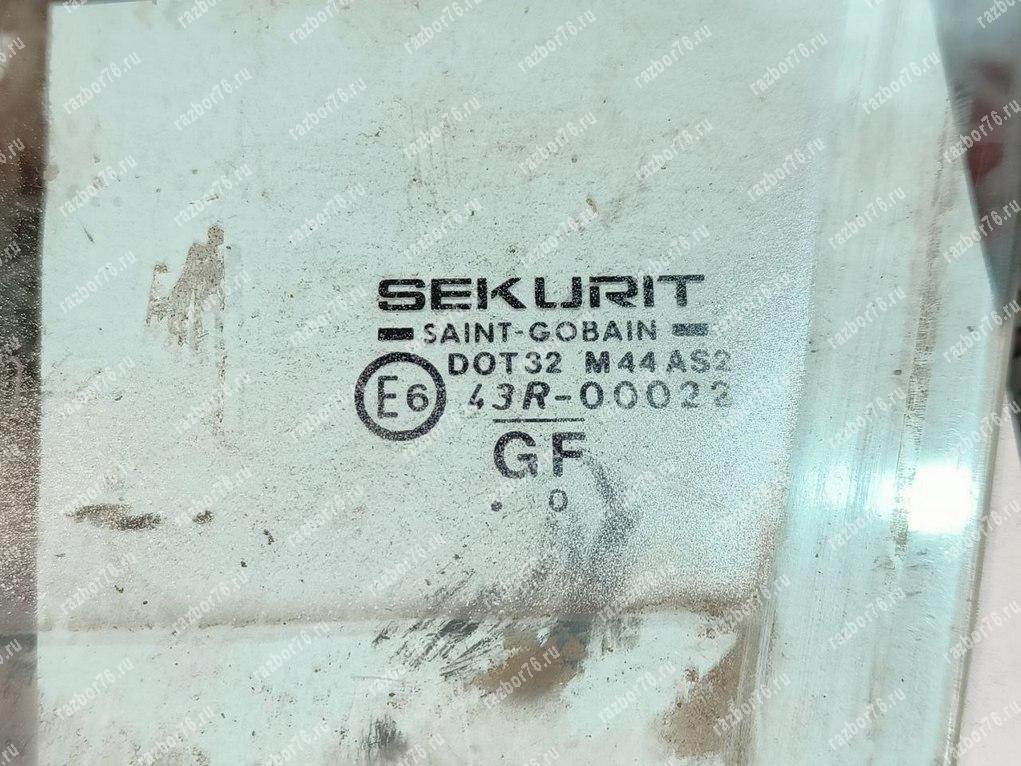 SEKURIT
SAINT-GOBAIN
DOT32 M44AS2
E6 43R-00022
GF
. 0
razbor76.ru